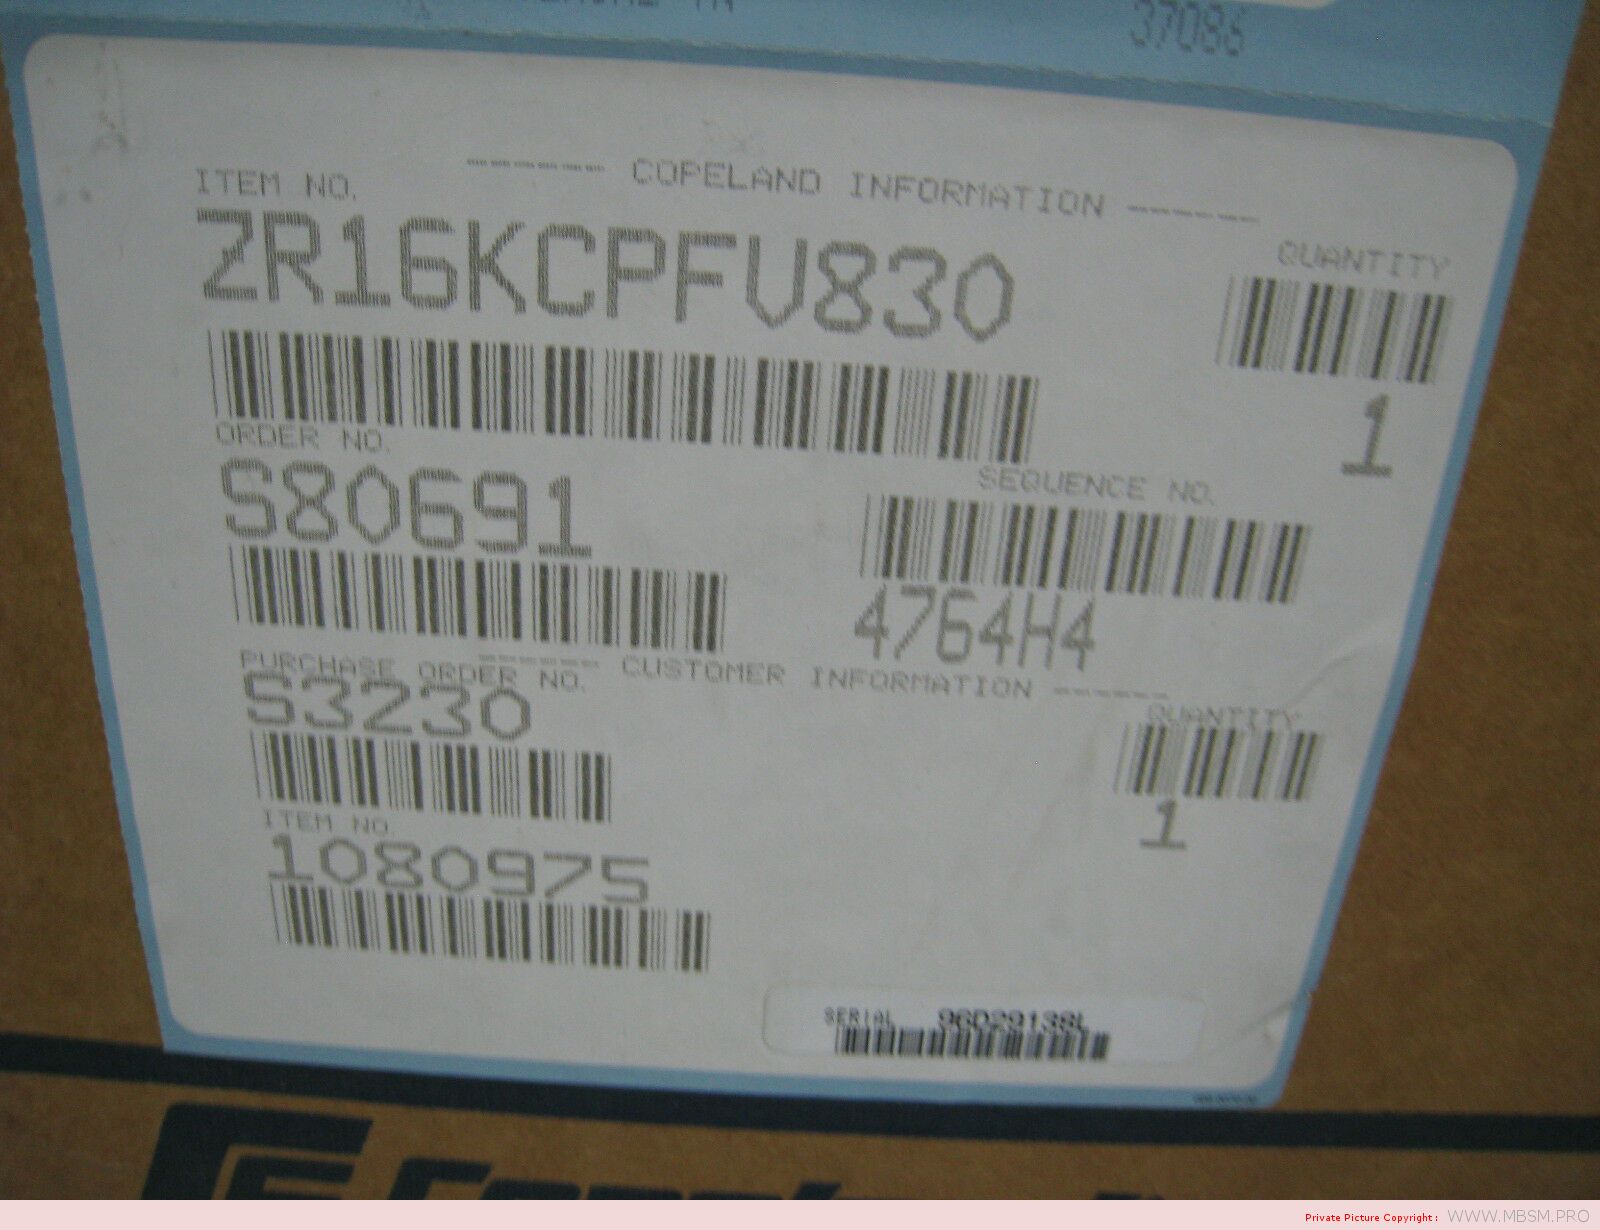 37086
------ COPELAND INFORMATION ------
ITEM NO.
ZR16KCPFV830
QUANTITY
1
ORDER NO.
S80691
SEQUENCE NO.
4764H4
------ CUSTOMER INFORMATION ------
PURCHASE ORDER NO.
S3230
QUANTITY
1
ITEM NO.
1080975
SERIAL 96D29138L
Private Picture Copyright : WWW.MBSM.PRO